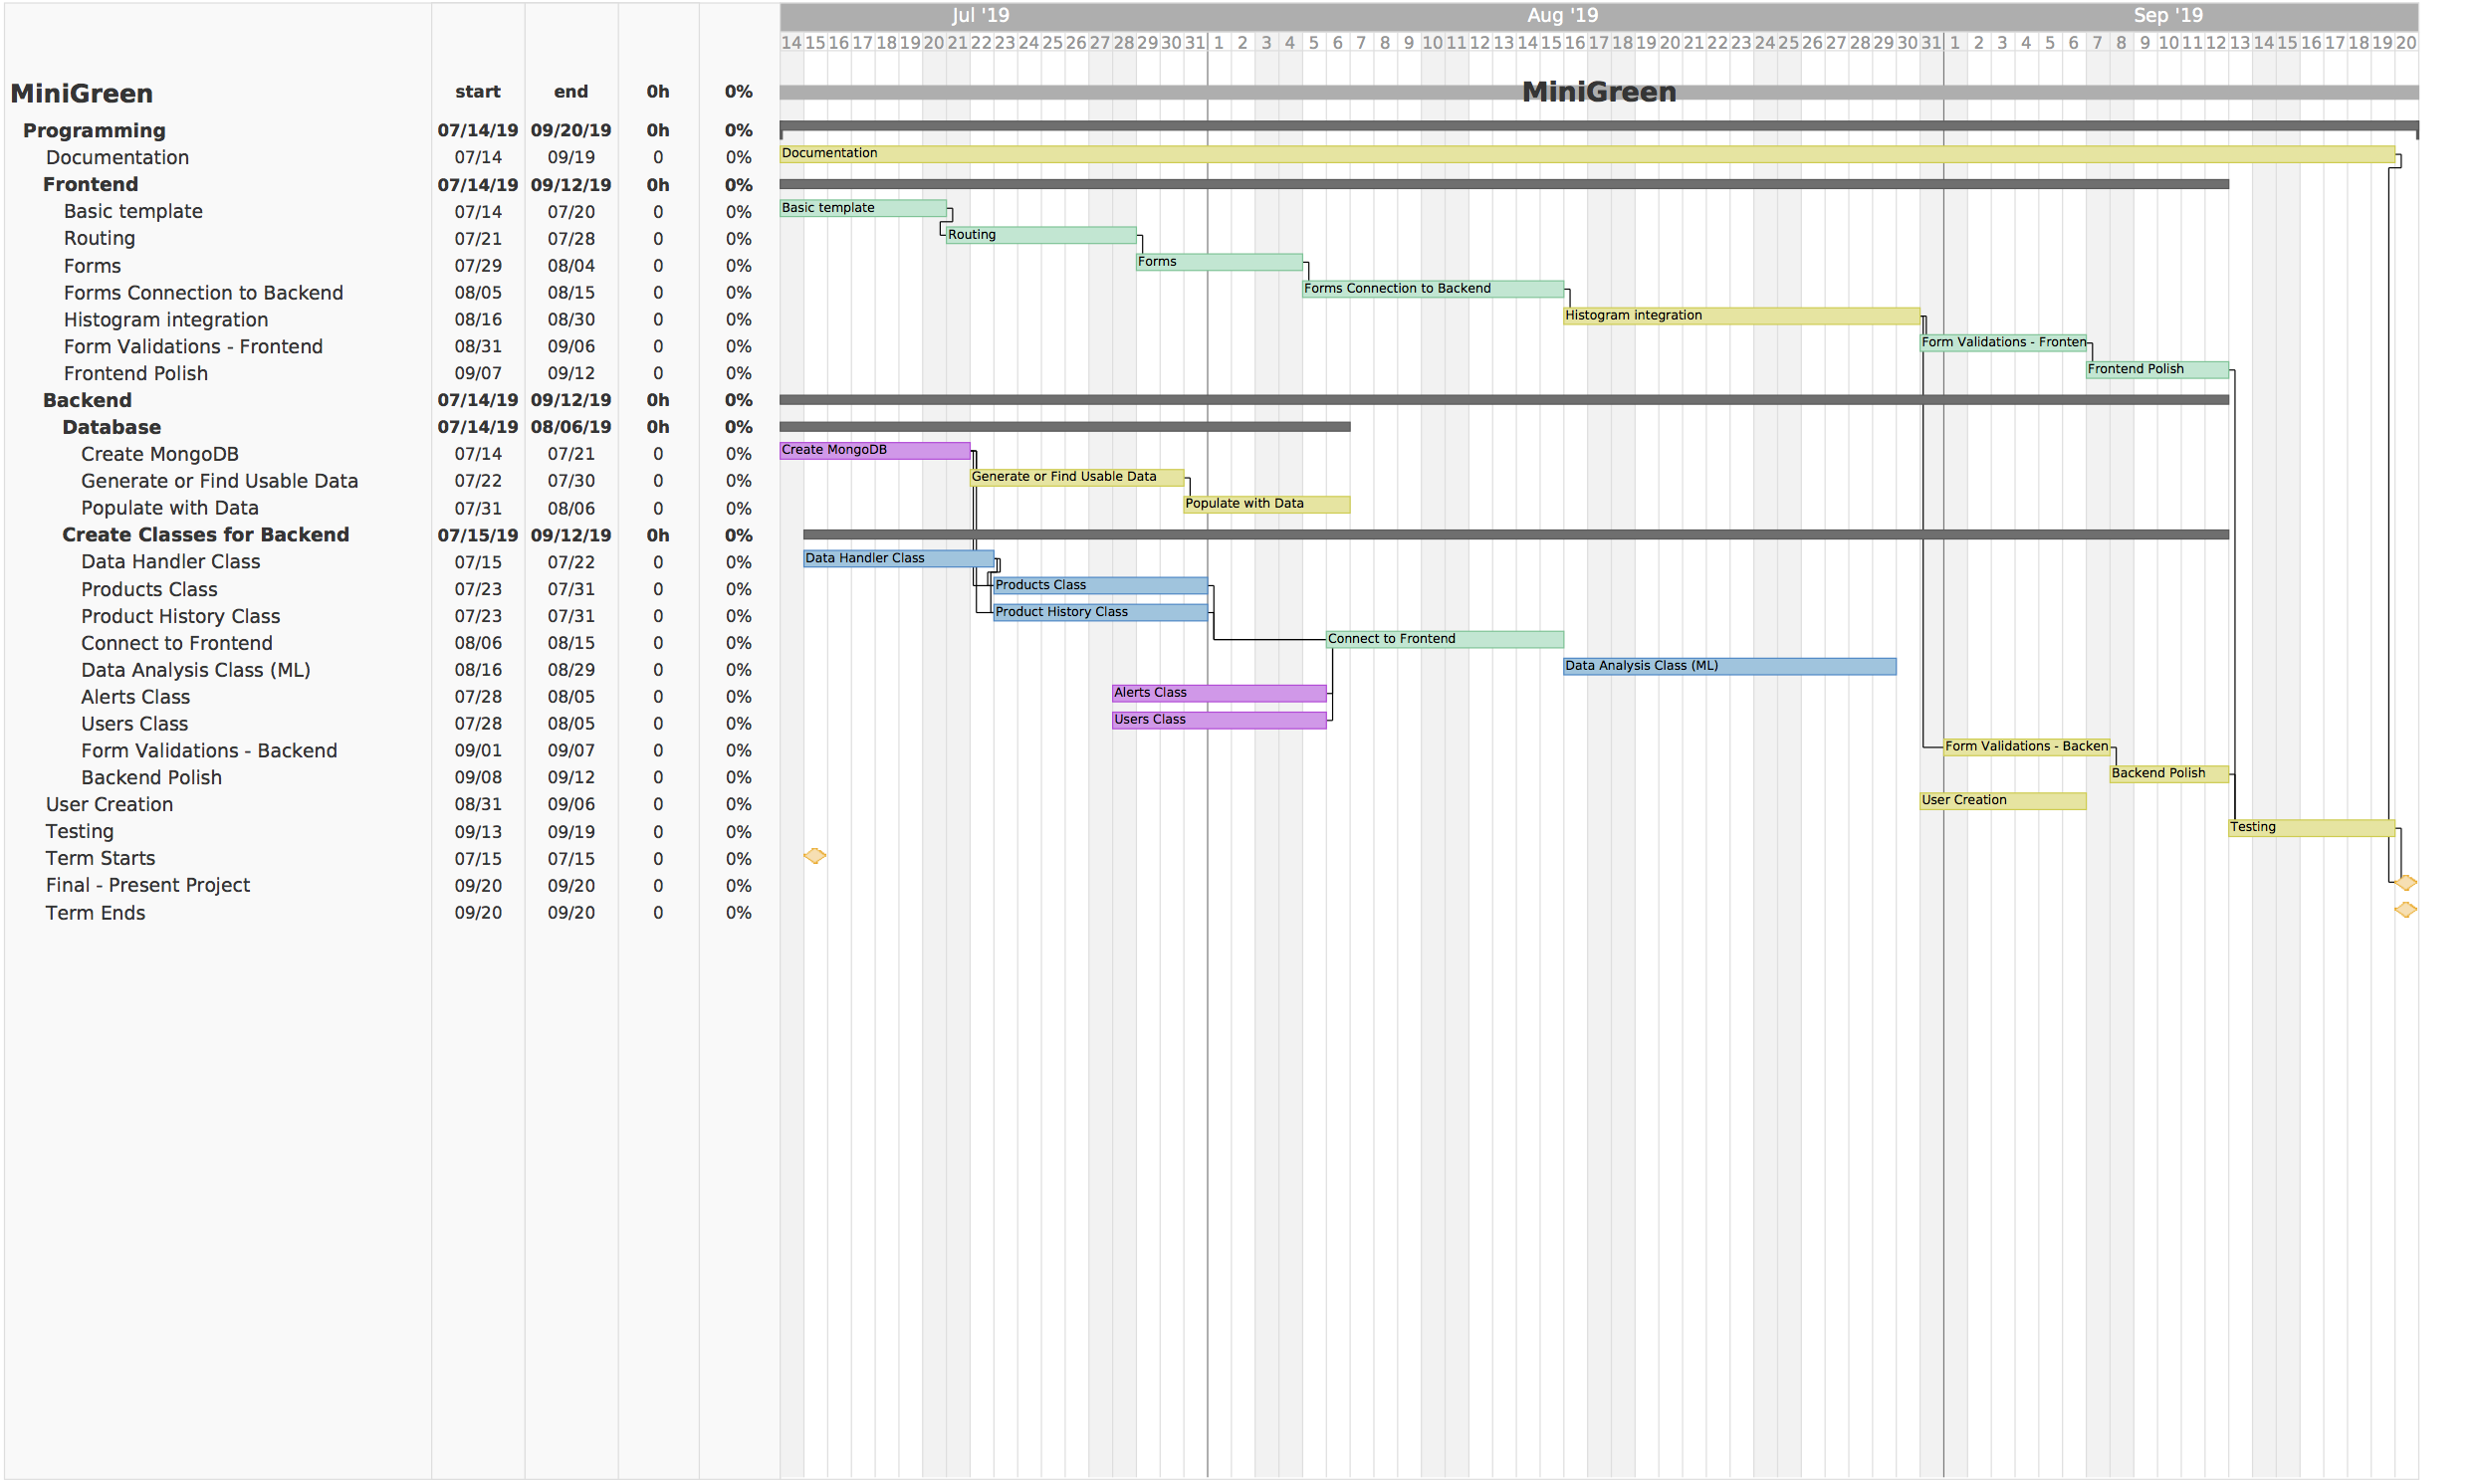 Jul '19 Aug '19 Sep '19
14 15 16 17 18 19 20 21 22 23 24 25 26 27 28 29 30 31 1 2 3 4 5 6 7 8 9 10 11 12 13 14 15 16 17 18 19 20 21 22 23 24 25 26 27 28 29 30 31 1 2 3 4 5 6 7 8 9 10 11 12 13 14 15 16 17 18 19 20
MiniGreen start end 0h 0% MiniGreen
Programming 07/14/19 09/20/19 0h 0%
Documentation 07/14 09/19 0 0% Documentation
Frontend 07/14/19 09/12/19 0h 0%
Basic template 07/14 07/20 0 0% Basic template
Routing 07/21 07/28 0 0% Routing
Forms 07/29 08/04 0 0% Forms
Forms Connection to Backend 08/05 08/15 0 0% Forms Connection to Backend
Histogram integration 08/16 08/30 0 0% Histogram integration
Form Validations - Frontend 08/31 09/06 0 0% Form Validations - Fronten
Frontend Polish 09/07 09/12 0 0% Frontend Polish
Backend 07/14/19 09/12/19 0h 0%
Database 07/14/19 08/06/19 0h 0%
Create MongoDB 07/14 07/21 0 0% Create MongoDB
Generate or Find Usable Data 07/22 07/30 0 0% Generate or Find Usable Data
Populate with Data 07/31 08/06 0 0% Populate with Data
Create Classes for Backend 07/15/19 09/12/19 0h 0%
Data Handler Class 07/15 07/22 0 0% Data Handler Class
Products Class 07/23 07/31 0 0% Products Class
Product History Class 07/23 07/31 0 0% Product History Class
Connect to Frontend 08/06 08/15 0 0% Connect to Frontend
Data Analysis Class (ML) 08/16 08/29 0 0% Data Analysis Class (ML)
Alerts Class 07/28 08/05 0 0% Alerts Class
Users Class 07/28 08/05 0 0% Users Class
Form Validations - Backend 09/01 09/07 0 0% Form Validations - Backen
Backend Polish 09/08 09/12 0 0% Backend Polish
User Creation 08/31 09/06 0 0% User Creation
Testing 09/13 09/19 0 0% Testing
Term Starts 07/15 07/15 0 0%
Final - Present Project 09/20 09/20 0 0%
Term Ends 09/20 09/20 0 0%